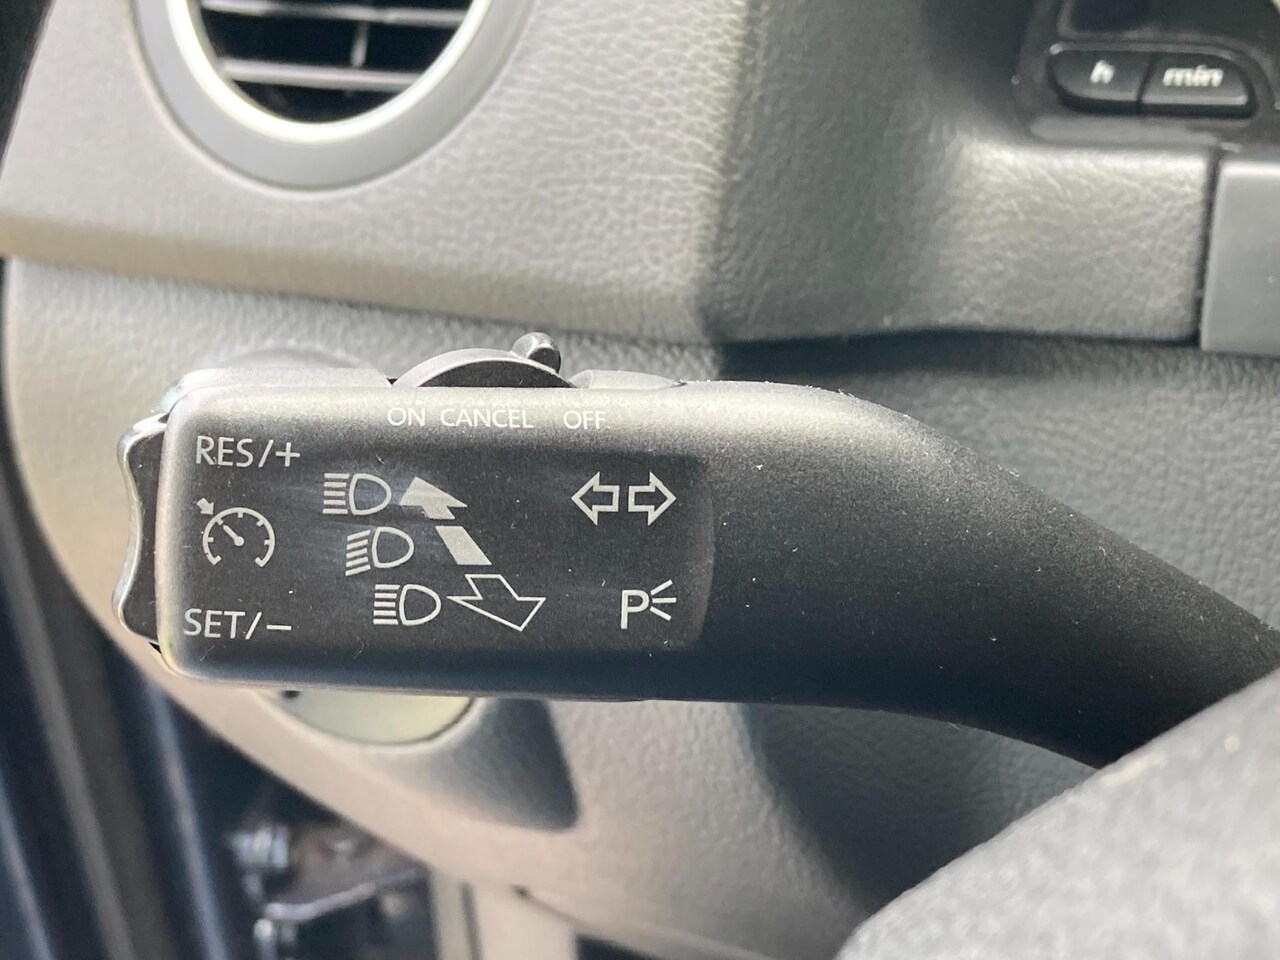 h min
ON CANCEL OFF
RES/+
SET/−
P